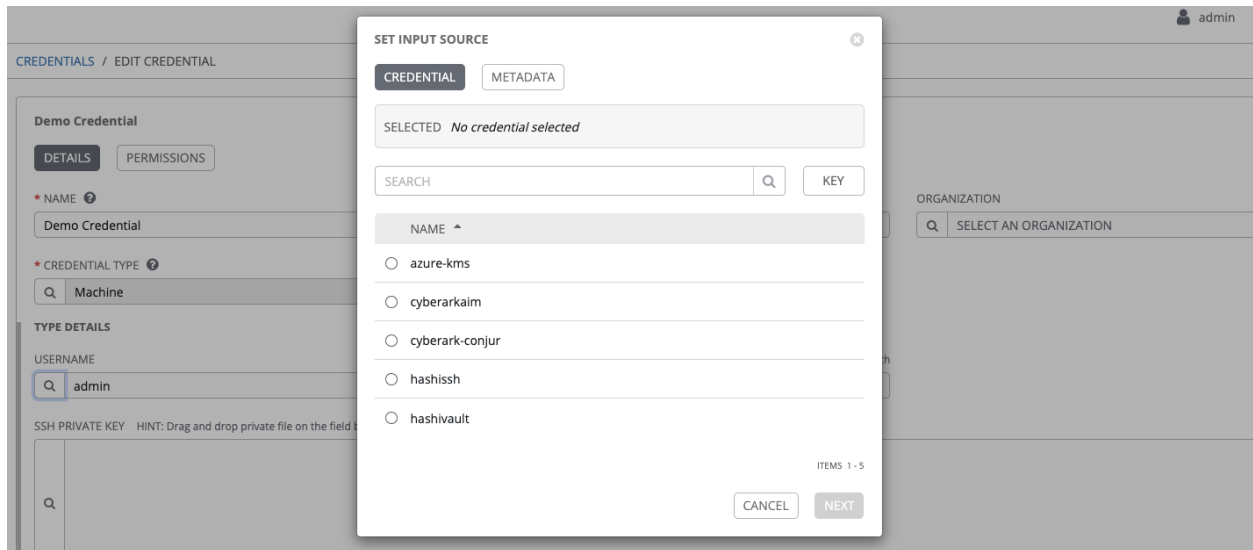 admin
CREDENTIALS / EDIT CREDENTIAL
Demo Credential
DETAILS PERMISSIONS
* NAME
Demo Credential
ORGANIZATION
SELECT AN ORGANIZATION
* CREDENTIAL TYPE
Machine
TYPE DETAILS
USERNAME
admin
SSH PRIVATE KEY HINT: Drag and drop private file on the field
SET INPUT SOURCE
CREDENTIAL METADATA
SELECTED No credential selected
SEARCH KEY
NAME
azure-kms
cyberarkaim
cyberark-conjur
hashissh
hashivault
ITEMS 1 - 5
CANCEL NEXT